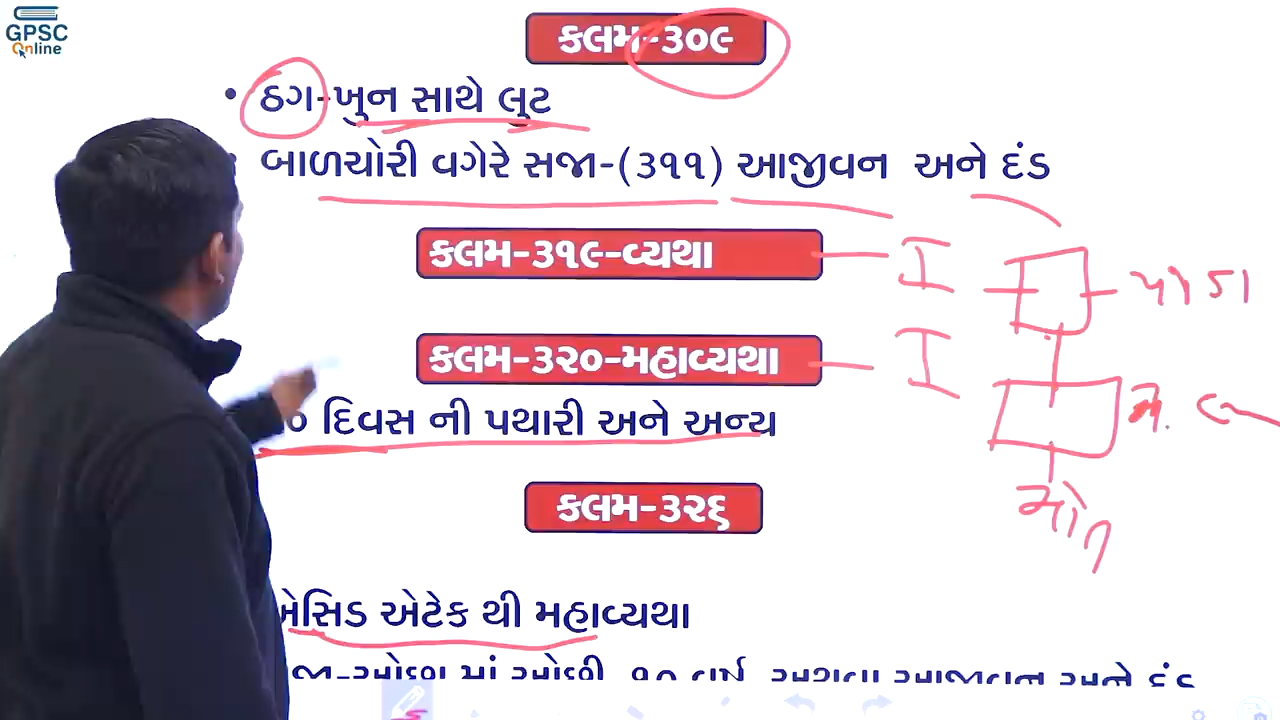 GPSC
Online
કલમ-૩૦૯
• ઠગ-ખુન સાથે લુટ
બાળચોરી વગેરે સજા-(૩૧૧) આજીવન અને દંડ
કલમ-૩૧૯-વ્યથા
કલમ-૩૨૦-મહાવ્યથા
૦ દિવસ ની પથારી અને અન્ય
કલમ-૩૨૬
એસિડ એટેક થી મહાવ્યથા
મોત